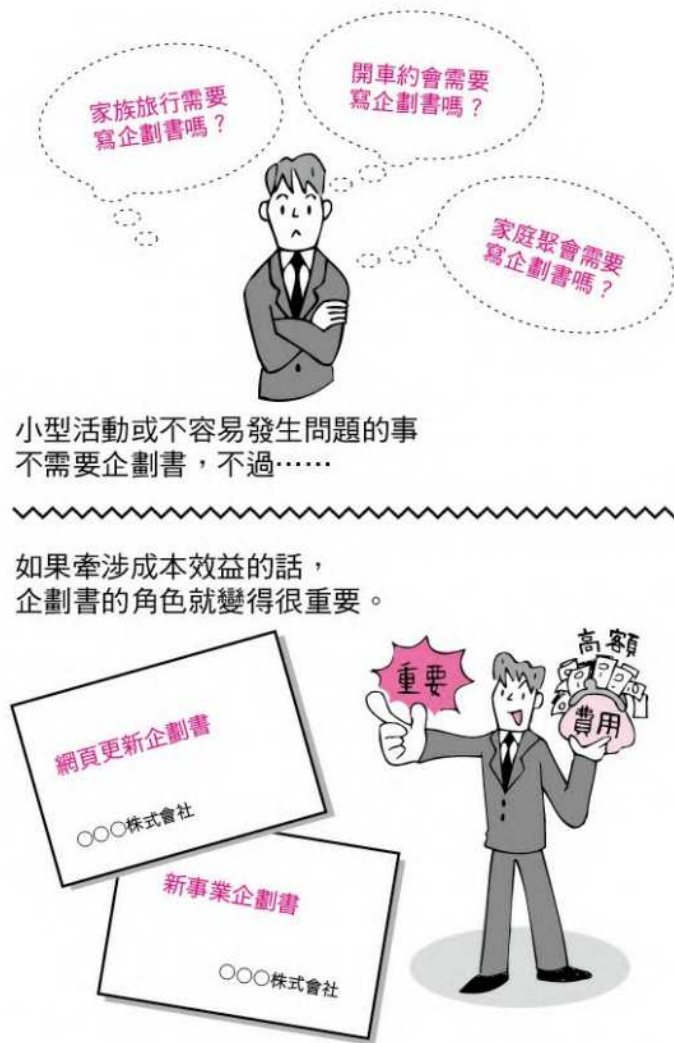 家族旅行需要
寫企劃書嗎？
開車約會需要
寫企劃書嗎？
家庭聚會需要
寫企劃書嗎？
小型活動或不容易發生問題的事
不需要企劃書，不過……
如果牽涉成本效益的話，
企劃書的角色就變得很重要。
網頁更新企劃書
○○○株式會社
新事業企劃書
○○○株式會社
重要
高額
費用